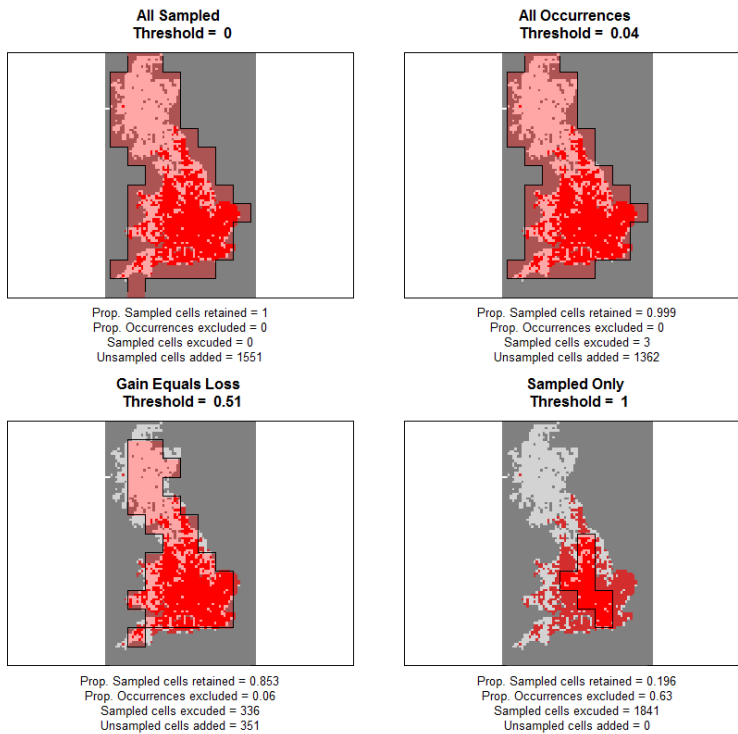 All Sampled
Threshold = 0
Prop. Sampled cells retained = 1
Prop. Occurrences excluded = 0
Sampled cells excuded = 0
Unsampled cells added = 1551
All Occurrences
Threshold = 0.04
Prop. Sampled cells retained = 0.999
Prop. Occurrences excluded = 0
Sampled cells excuded = 3
Unsampled cells added = 1362
Gain Equals Loss
Threshold = 0.51
Prop. Sampled cells retained = 0.853
Prop. Occurrences excluded = 0.06
Sampled cells excuded = 336
Unsampled cells added = 351
Sampled Only
Threshold = 1
Prop. Sampled cells retained = 0.196
Prop. Occurrences excluded = 0.63
Sampled cells excuded = 1841
Unsampled cells added = 0